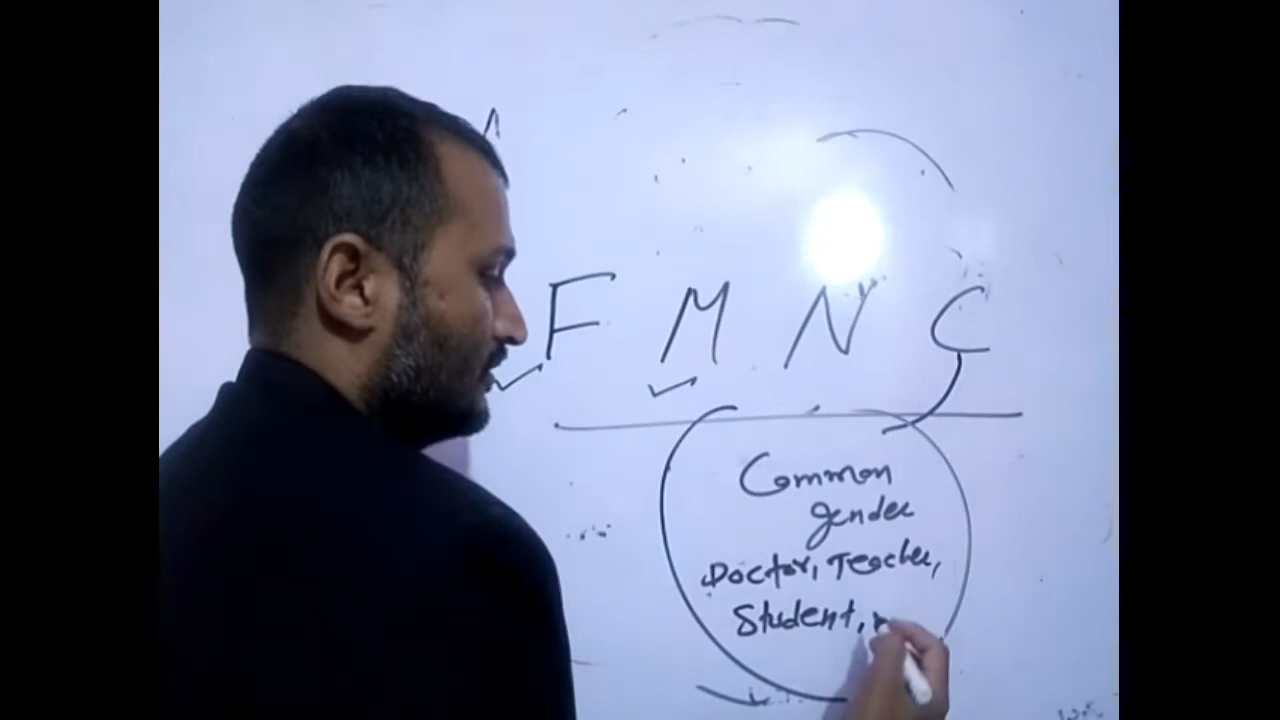 F M N C
Common
gender
Doctor, Teacher,
Student,